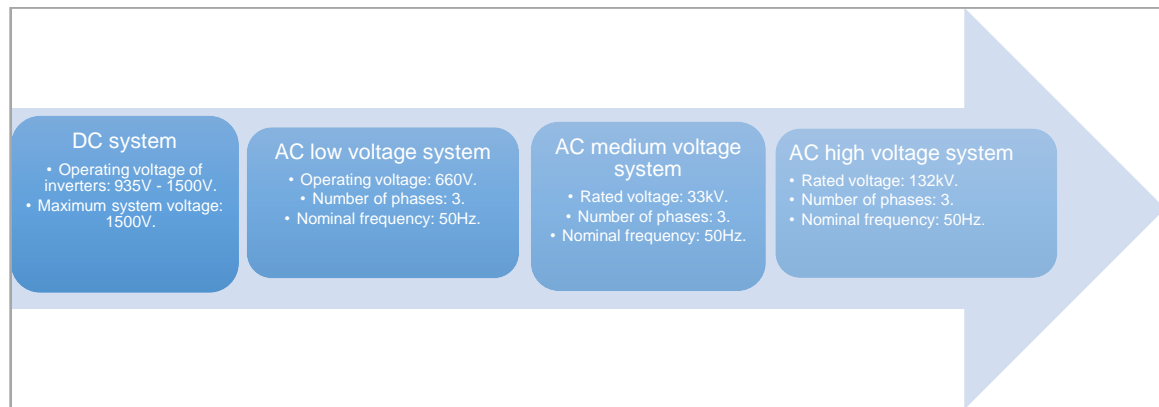 DC system
• Operating voltage of
inverters: 935V - 1500V.
• Maximum system voltage:
1500V.
AC low voltage system
• Operating voltage: 660V.
• Number of phases: 3.
• Nominal frequency: 50Hz.
AC medium voltage
system
• Rated voltage: 33kV.
• Number of phases: 3.
• Nominal frequency: 50Hz.
AC high voltage system
• Rated voltage: 132kV.
• Number of phases: 3.
• Nominal frequency: 50Hz.